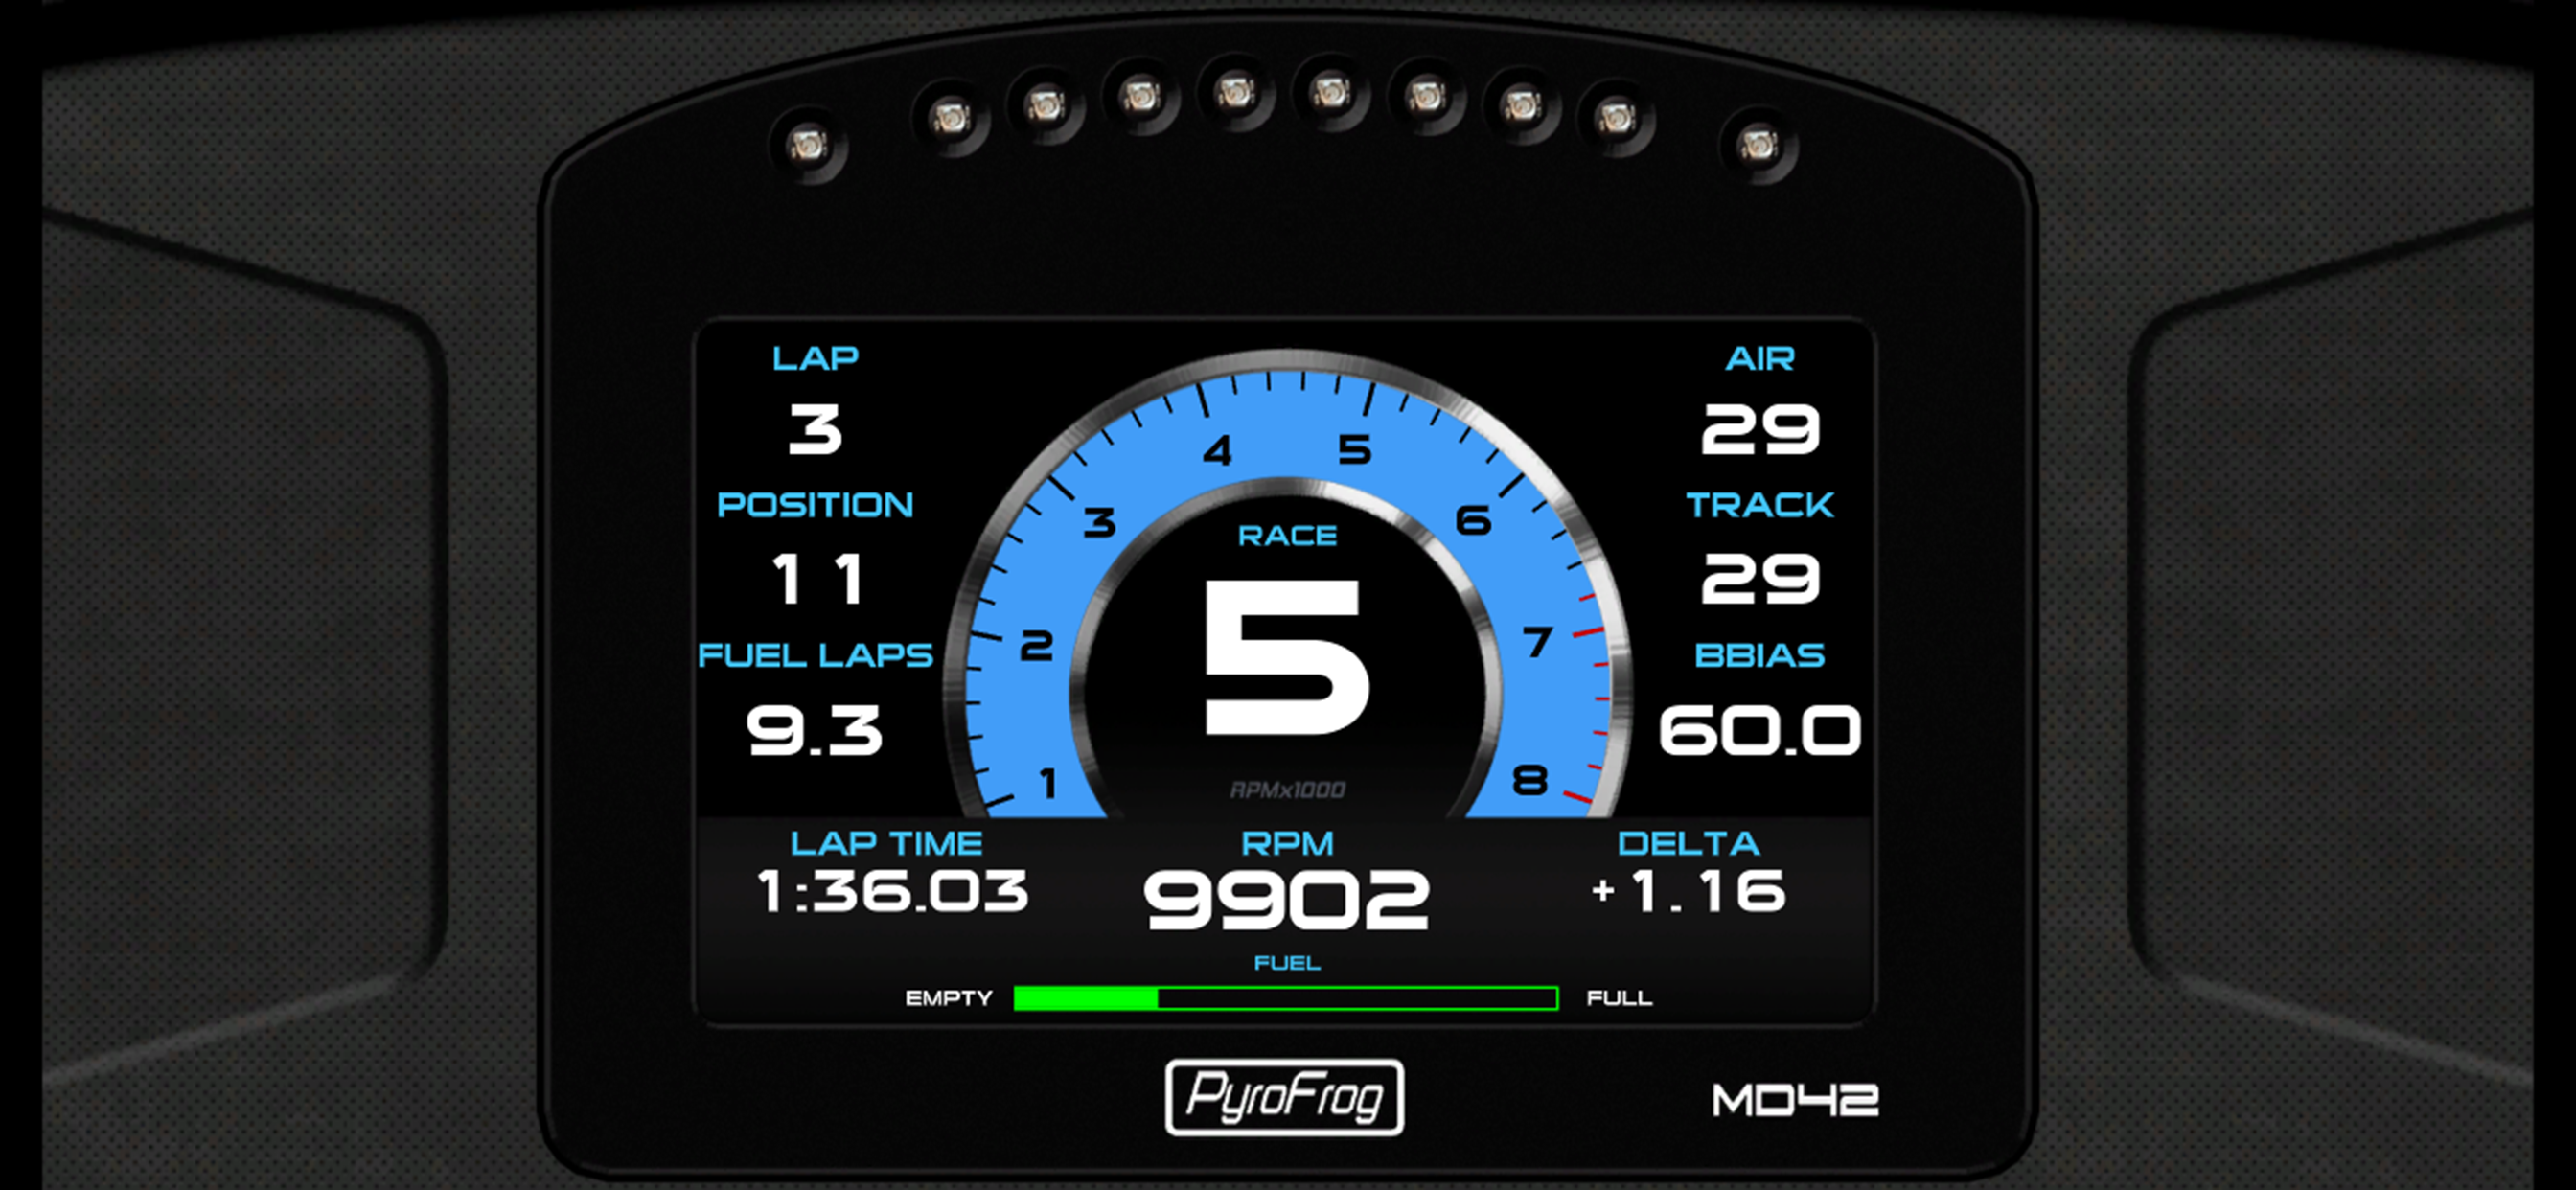 LAP
3
POSITION
11
FUEL LAPS
9.3
1
2
3
4
5
6
7
8
RACE
5
RPMx1000
AIR
29
TRACK
29
BBIAS
60.0
LAP TIME
1:36.03
RPM
9902
DELTA
+1.16
FUEL
EMPTY
FULL
PyroFrog
MD42